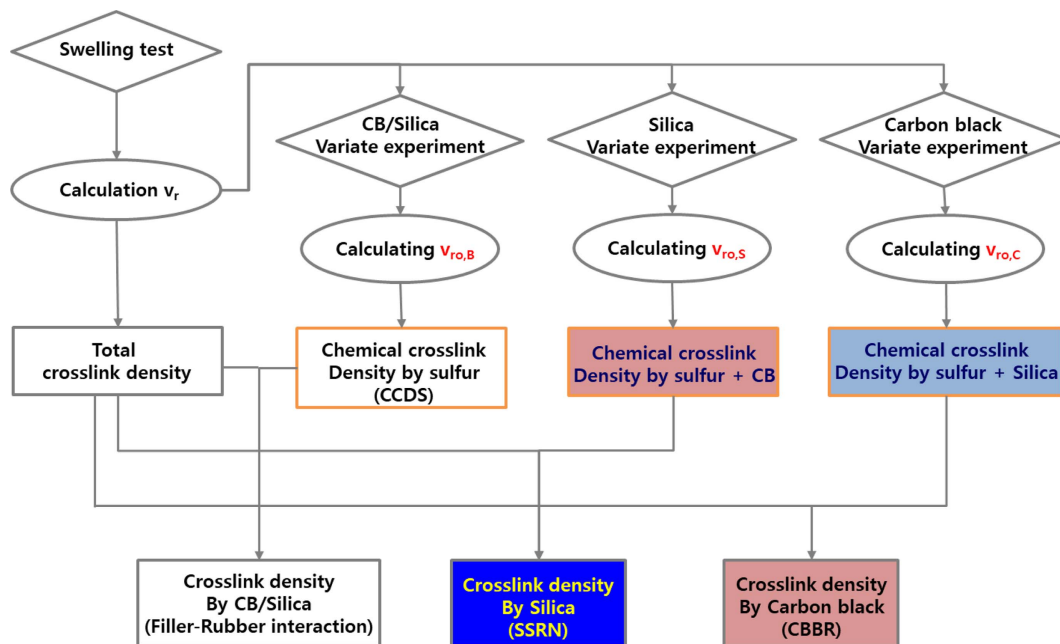 Swelling test
CB/Silica
Variate experiment
Silica
Variate experiment
Carbon black
Variate experiment
Calculation vr
Calculating vro,B
Calculating vro,S
Calculating vro,C
Total
crosslink density
Chemical crosslink
Density by sulfur
(CCDS)
Chemical crosslink
Density by sulfur + CB
Chemical crosslink
Density by sulfur + Silica
Crosslink density
By CB/Silica
(Filler-Rubber interaction)
Crosslink density
By Silica
(SSRN)
Crosslink density
By Carbon black
(CBBR)